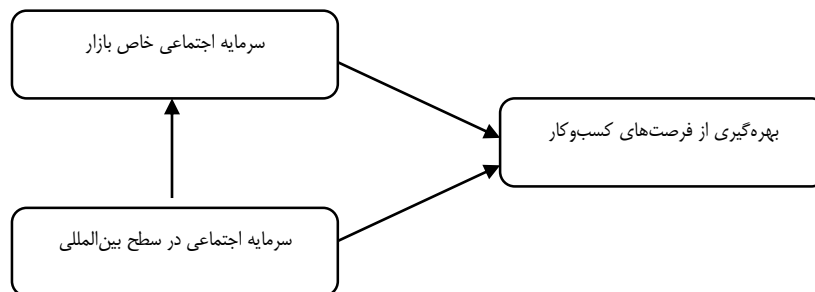 سرمایه اجتماعی خاص بازار
بهره‌گیری از فرصت‌های کسب‌وکار
سرمایه اجتماعی در سطح بین‌المللی